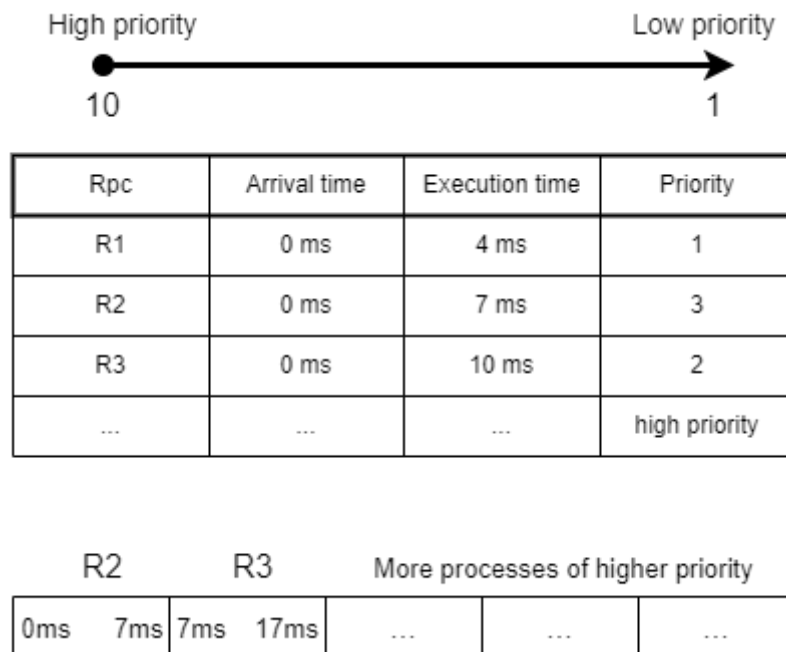 High priority Low priority
10 1
Rpc Arrival time Execution time Priority
R1 0 ms 4 ms 1
R2 0 ms 7 ms 3
R3 0 ms 10 ms 2
... ... ... high priority
R2 R3 More processes of higher priority
0ms 7ms 7ms 17ms ... ... ...